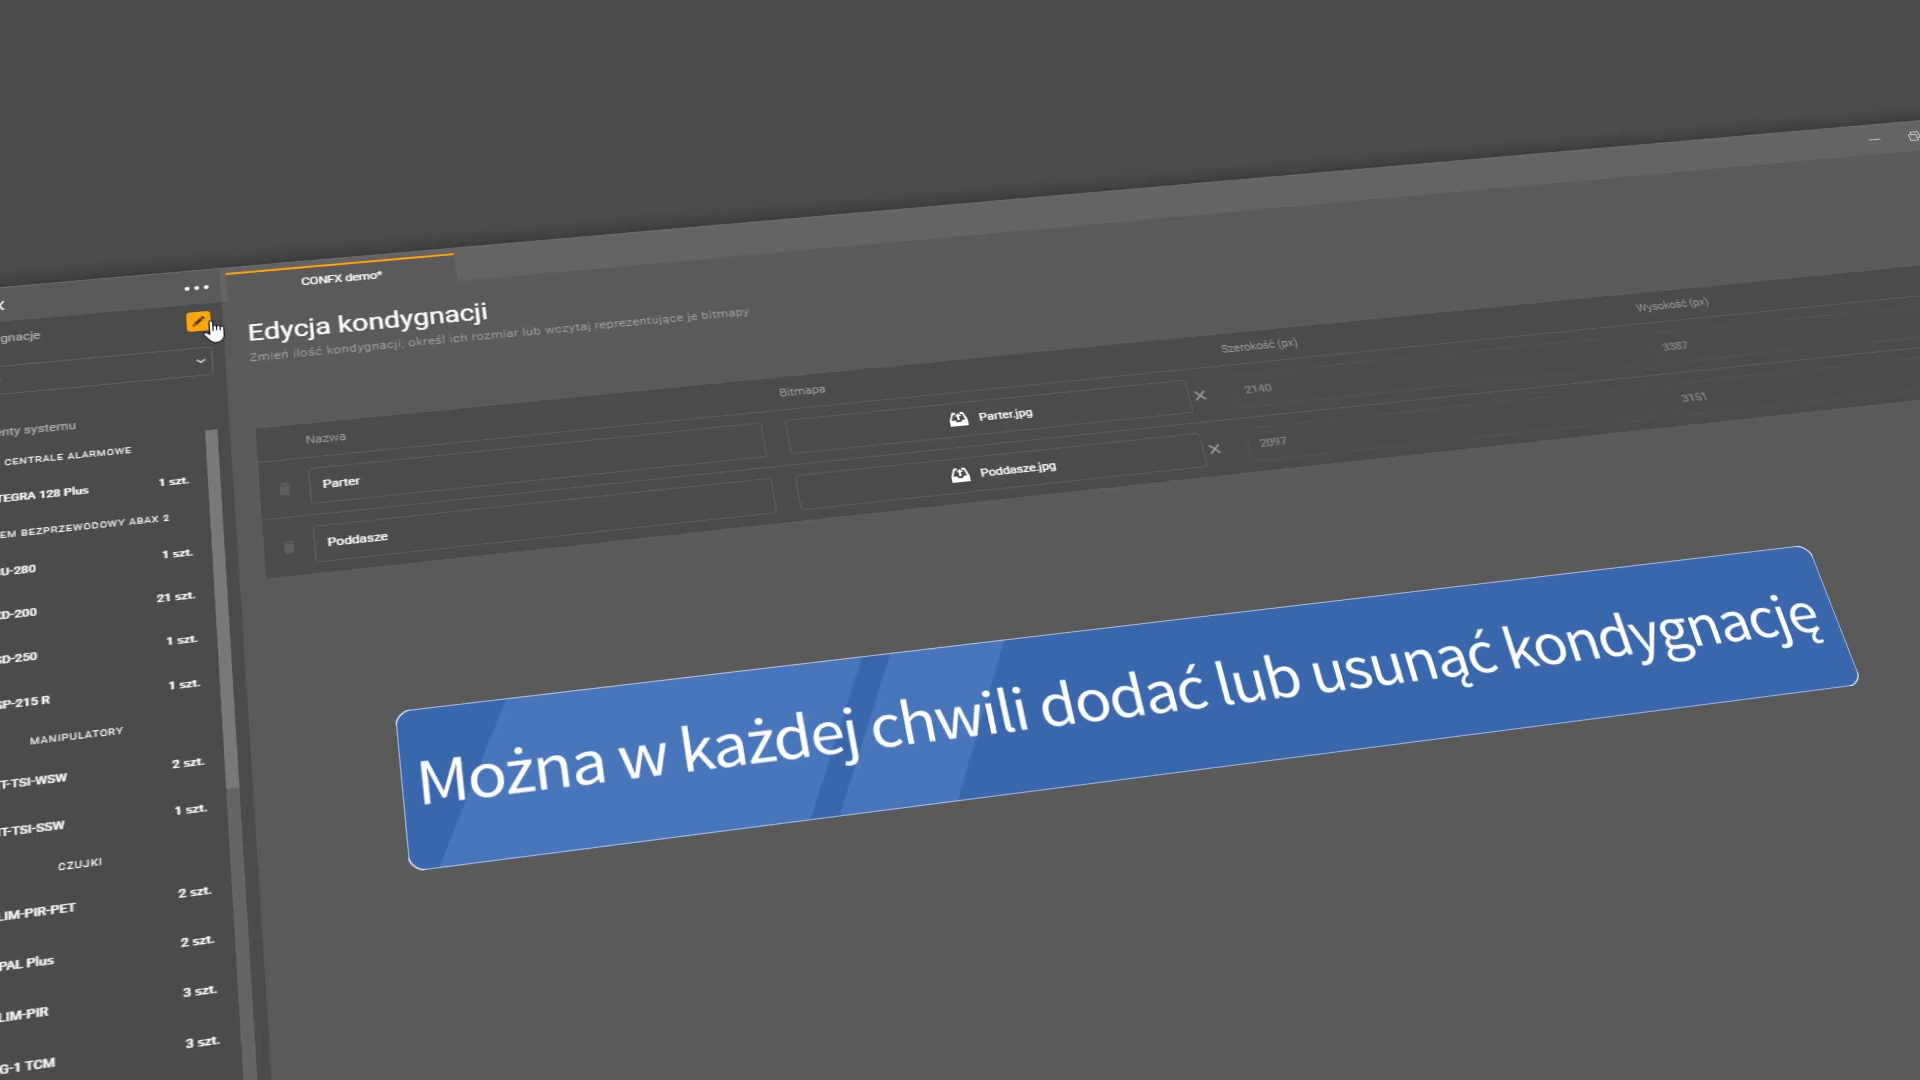 CONFX demo*
Edycja kondygnacji
Zmień ilość kondygnacji, określ ich rozmiar lub wczytaj reprezentujące je bitmapy
Nazwa
Bitmapa
Szerokość (px)
Wysokość (px)
Parter
Parter.jpg
2140
3387
Poddasze
Poddasze.jpg
2097
3151
Można w każdej chwili dodać lub usunąć kondygnację
gnacje
enty systemu
CENTRALE ALARMOWE
TEGRA 128 Plus
1 szt.
EM BEZPRZEWODOWY ABAX 2
U-280
1 szt.
D-200
21 szt.
SD-250
1 szt.
SP-215 R
1 szt.
MANIPULATORY
T-TSI-WSW
2 szt.
T-TSI-SSW
1 szt.
CZUJKI
LIM-PIR-PET
2 szt.
PAL Plus
2 szt.
LIM-PIR
3 szt.
G-1 TCM
3 szt.